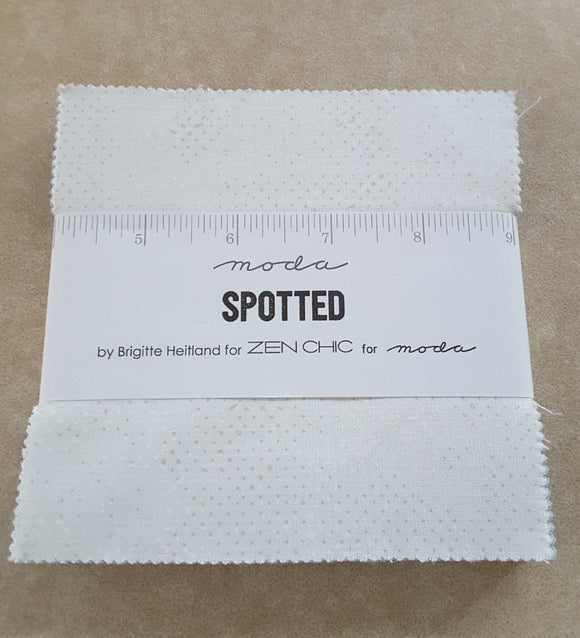 5 6 7 8 9
moda
SPOTTED
by Brigitte Heitland for ZEN CHIC for moda